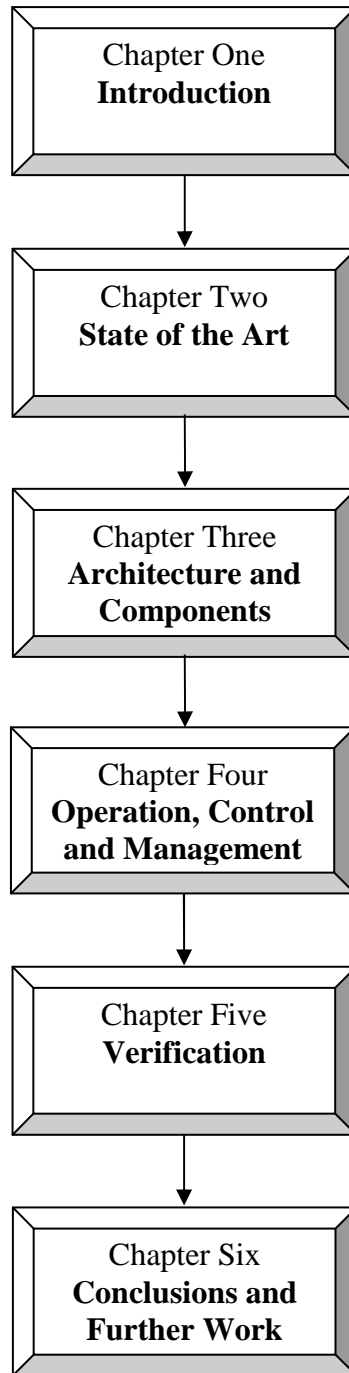 Chapter One
Introduction
Chapter Two
State of the Art
Chapter Three
Architecture and
Components
Chapter Four
Operation, Control
and Management
Chapter Five
Verification
Chapter Six
Conclusions and
Further Work